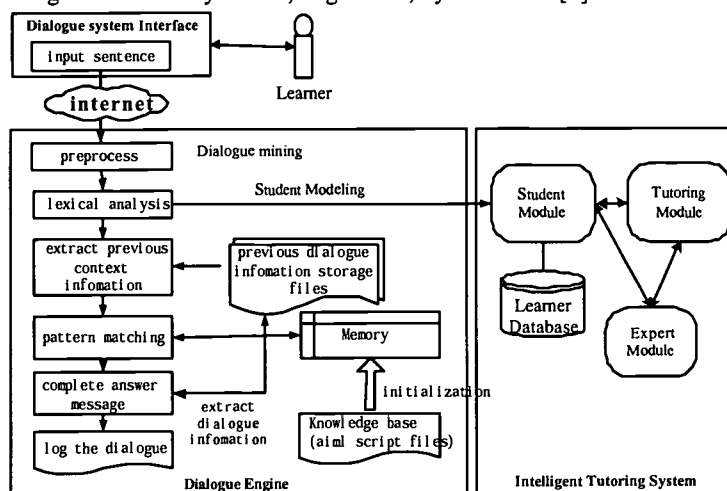 Dialogue system Interface
input sentence
Learner
internet
preprocess
Dialogue mining
lexical analysis
Student Modeling
Student
Module
Tutoring
Module
extract previous
context
infomation
previous dialogue
infomation storage
files
Learner
Database
Expert
Module
pattern matching
Memory
complete answer
message
initialization
extract
dialogue
infomation
log the dialogue
Knowledge base
(aiml script files)
Dialogue Engine
Intelligent Tutoring System